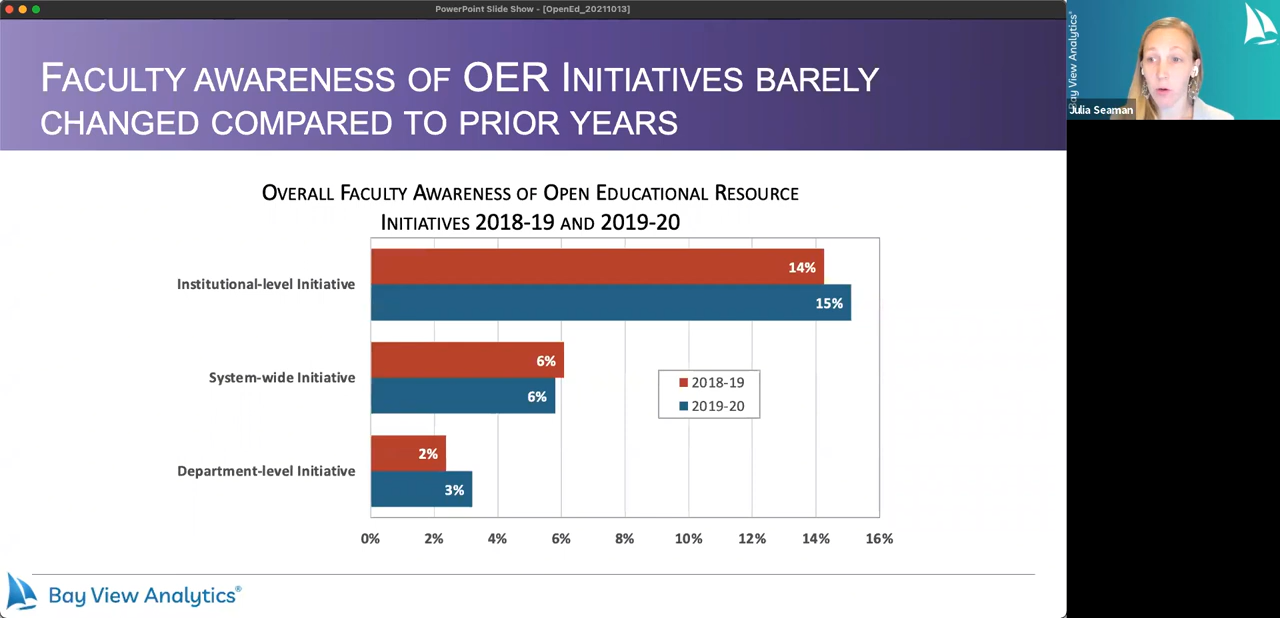 PowerPoint Slide Show - [OpenEd_20211013]
FACULTY AWARENESS OF OER INITIATIVES BARELY
CHANGED COMPARED TO PRIOR YEARS
OVERALL FACULTY AWARENESS OF OPEN EDUCATIONAL RESOURCE
INITIATIVES 2018-19 AND 2019-20
Institutional-level Initiative
14%
15%
System-wide Initiative
6%
6%
Department-level Initiative
2%
3%
2018-19
2019-20
0% 2% 4% 6% 8% 10% 12% 14% 16%
Bay View Analytics®
Bay View Analytics®
Julia Seaman